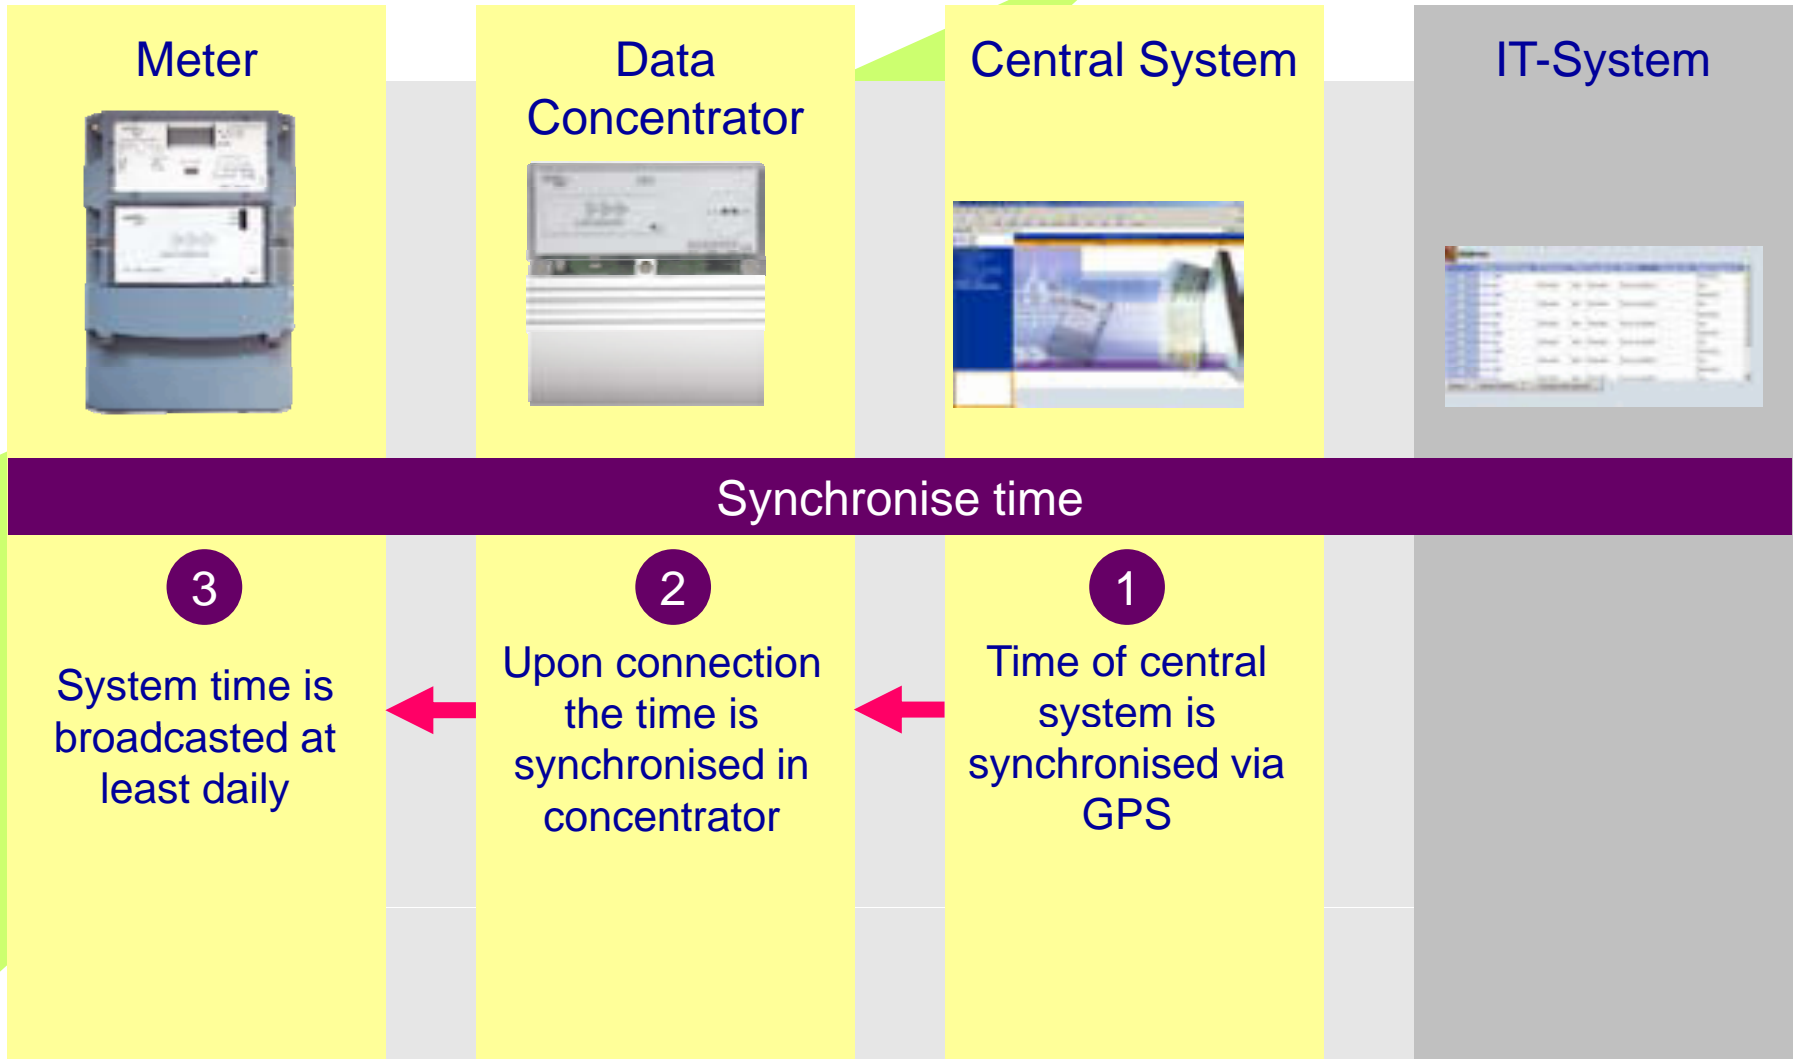 Meter
Data
Concentrator
Central System
IT-System
Synchronise time
3
System time is
broadcasted at
least daily
2
Upon connection
the time is
synchronised in
concentrator
1
Time of central
system is
synchronised via
GPS